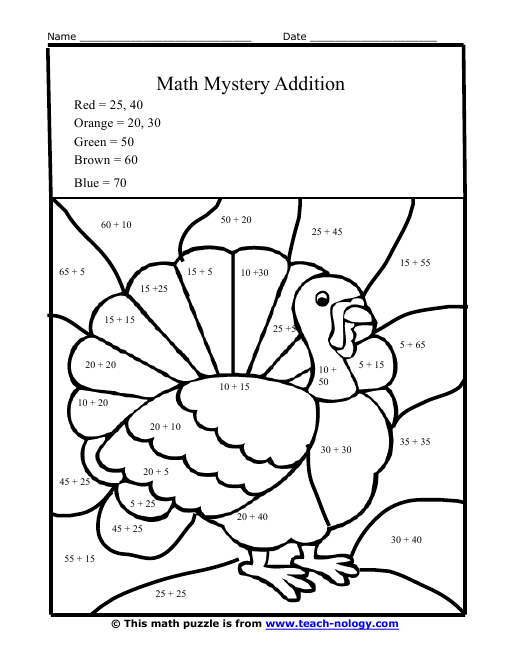 Name ______________________________ Date ______________________
Math Mystery Addition
Red = 25, 40
Orange = 20, 30
Green = 50
Brown = 60
Blue = 70
60 + 10
50 + 20
25 + 45
15 + 55
65 + 5
15 +25
15 + 5
10 +30
15 + 15
25 +5
5 + 65
20 + 20
10 + 15
10 +
50
5 + 15
10 + 20
20 + 10
30 + 30
35 + 35
20 + 5
45 + 25
5 + 25
20 + 40
45 + 25
30 + 40
55 + 15
25 + 25
© This math puzzle is from www.teach-nology.com